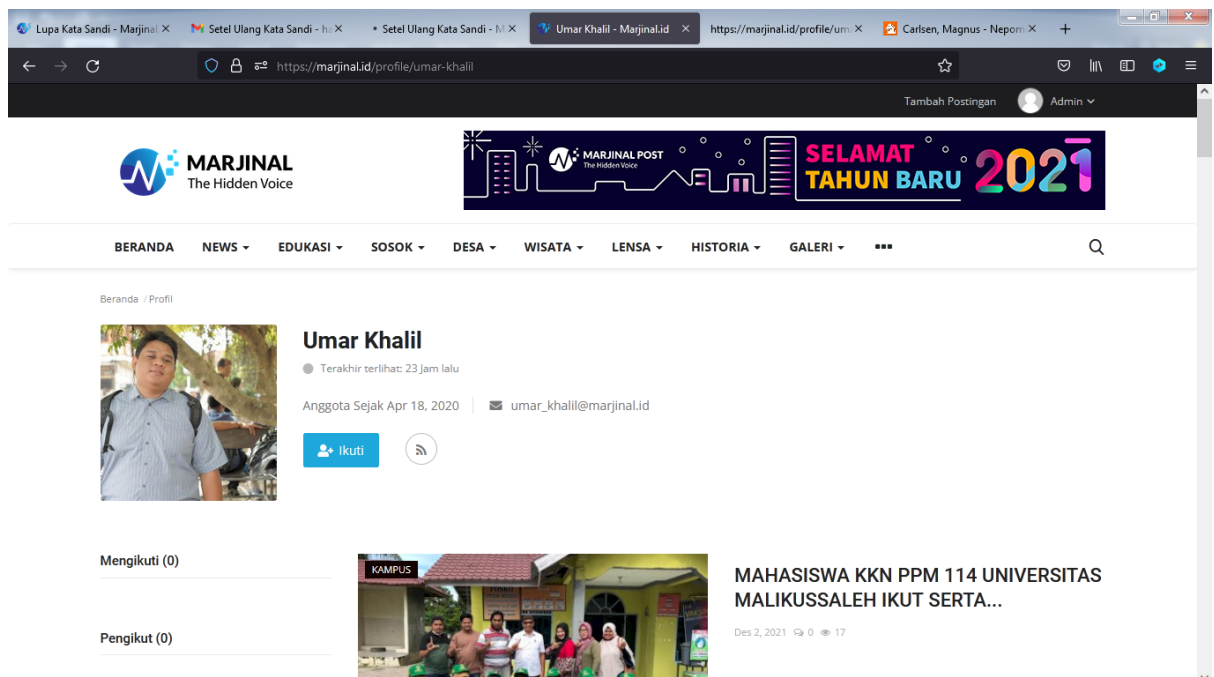 Lupa Kata Sandi - Marjinal
Setel Ulang Kata Sandi - ha
Setel Ulang Kata Sandi - M
Umar Khalil - Marjinal.id
https://marjinal.id/profile/um
Carlsen, Magnus - Nepom
https://marjinal.id/profile/umar-khalil
Tambah Postingan
Admin
MARJINAL
The Hidden Voice
MARJINAL POST
The Hidden Voice
SELAMAT
TAHUN BARU
2021
BERANDA NEWS EDUKASI SOSOK DESA WISATA LENSA HISTORIA GALERI
Beranda / Profil
Umar Khalil
Terakhir terlihat: 23 Jam lalu
Anggota Sejak Apr 18, 2020 umar_khalil@marjinal.id
Ikuti
Mengikuti (0)
Pengikut (0)
KAMPUS
MAHASISWA KKN PPM 114 UNIVERSITAS
MALIKUSSALEH IKUT SERTA...
Des 2, 2021 0 17